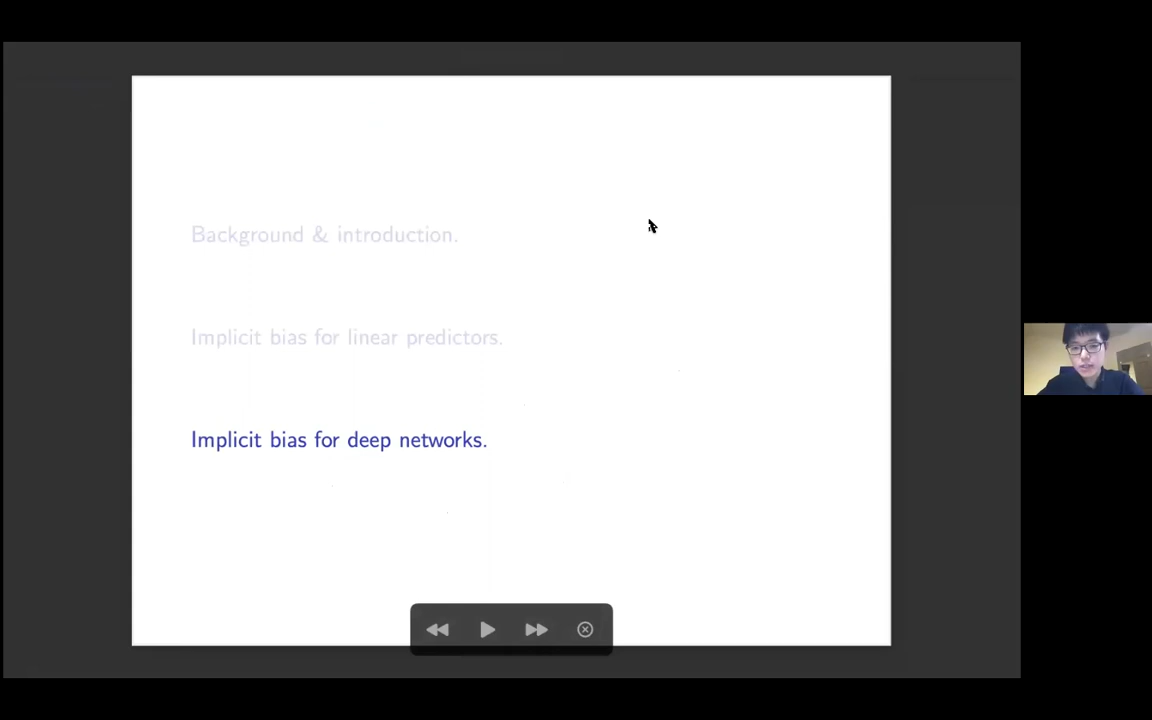 Background & introduction.
Implicit bias for linear predictors.
Implicit bias for deep networks.